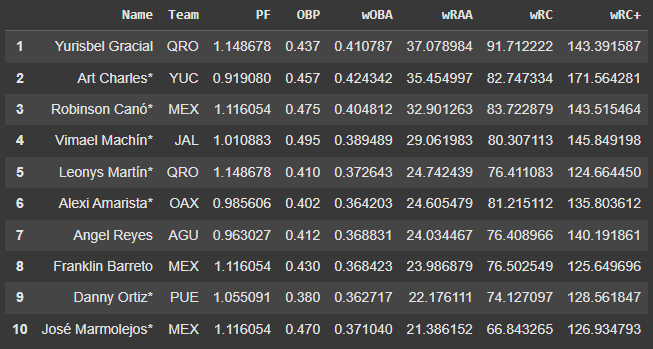 Name Team PF OBP wOBA wRAA wRC wRC+
1 Yurisbel Gracial QRO 1.148678 0.437 0.410787 37.078984 91.712222 143.391587
2 Art Charles* YUC 0.919080 0.457 0.424342 35.454997 82.747334 171.564281
3 Robinson Canó* MEX 1.116054 0.475 0.404812 32.901263 83.722879 143.515464
4 Vimael Machín* JAL 1.010883 0.495 0.389489 29.061983 80.307113 145.849198
5 Leonys Martín* QRO 1.148678 0.410 0.372643 24.742439 76.411083 124.664450
6 Alexi Amarista* OAX 0.985606 0.402 0.364203 24.605479 81.215112 135.803612
7 Angel Reyes AGU 0.963027 0.412 0.368831 24.034467 76.408966 140.191861
8 Franklin Barreto MEX 1.116054 0.430 0.368423 23.986879 76.502549 125.649696
9 Danny Ortiz* PUE 1.055091 0.380 0.362717 22.176111 74.127097 128.561847
10 José Marmolejos* MEX 1.116054 0.470 0.371040 21.386152 66.843265 126.934793